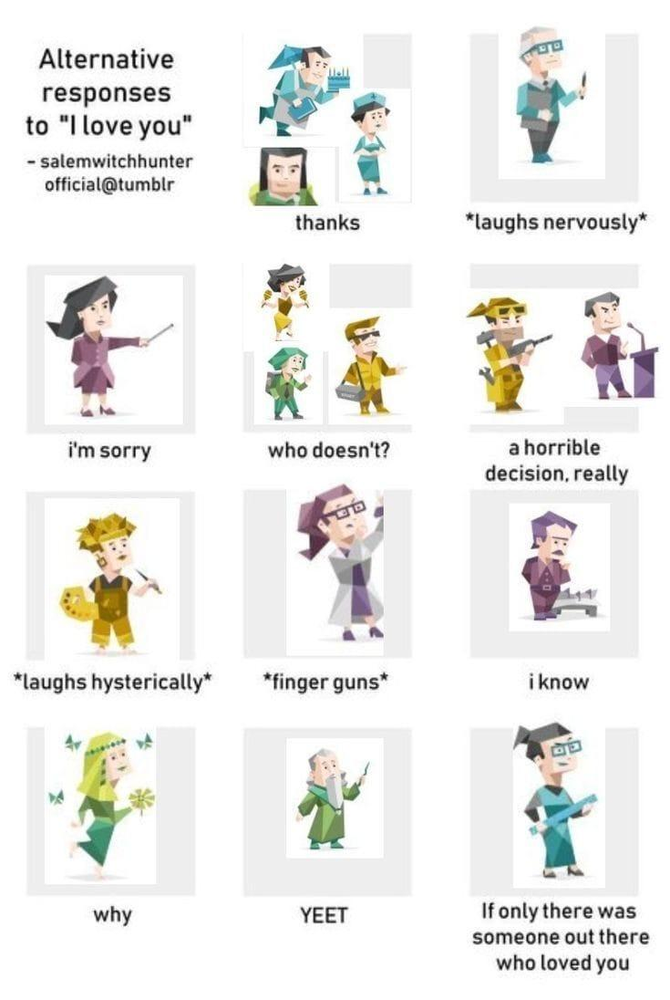 Alternative
responses
to "I love you"
- salemwitchhunter
official@tumblr
thanks
*laughs nervously*
i'm sorry
who doesn't?
a horrible
decision, really
*laughs hysterically*
*finger guns*
i know
why
YEET
If only there was
someone out there
who loved you